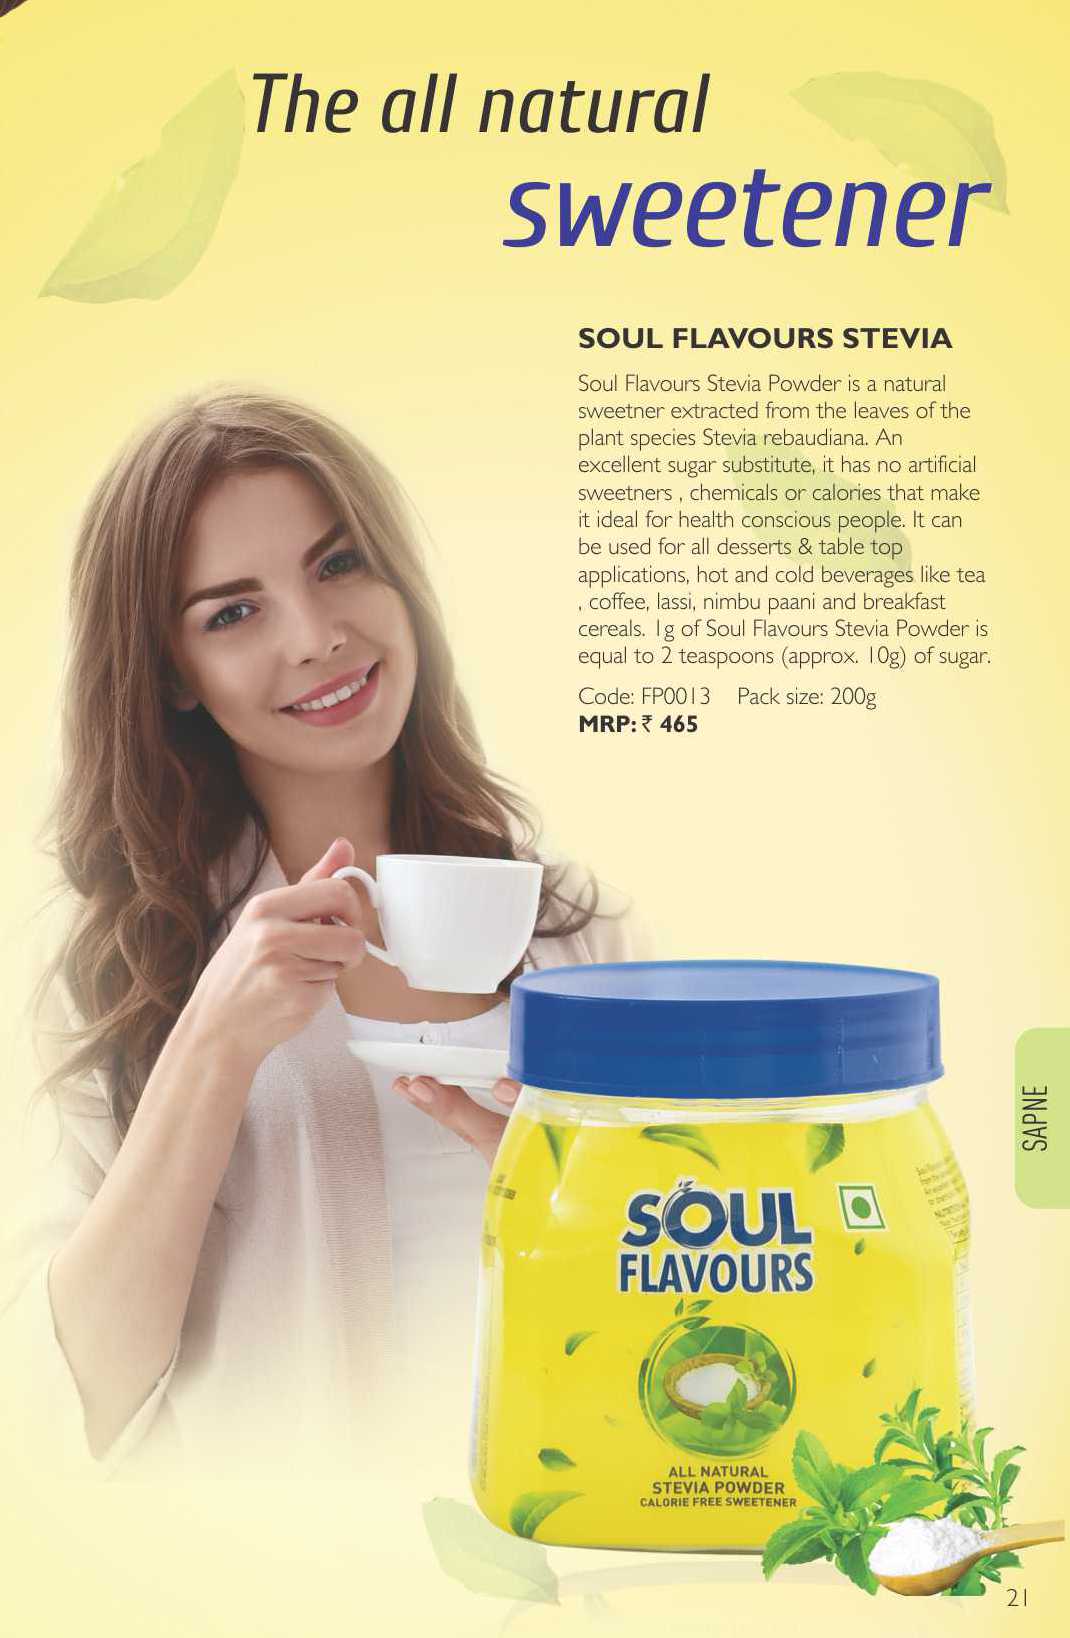 The all natural
sweetener
SOUL FLAVOURS STEVIA
Soul Flavours Stevia Powder is a natural
sweetner extracted from the leaves of the
plant species Stevia rebaudiana. An
excellent sugar substitute, it has no artificial
sweetners , chemicals or calories that make
it ideal for health conscious people. It can
be used for all desserts & table top
applications, hot and cold beverages like tea
, coffee, lassi, nimbu paani and breakfast
cereals. 1g of Soul Flavours Stevia Powder is
equal to 2 teaspoons (approx. 10g) of sugar.
Code: FP0013 Pack size: 200g
MRP: ₹ 465
SAPNE
SOUL
FLAVOURS
ALL NATURAL
STEVIA POWDER
CALORIE FREE SWEETENER
21